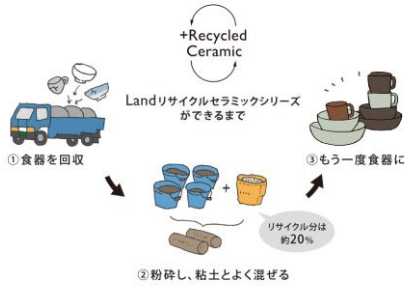 +Recycled
Ceramic
Landリサイクルセラミックシリーズ
ができるまで
①食器を回収
③もう一度食器に
+
リサイクル分は
約20%
②粉砕し、粘土とよく混ぜる